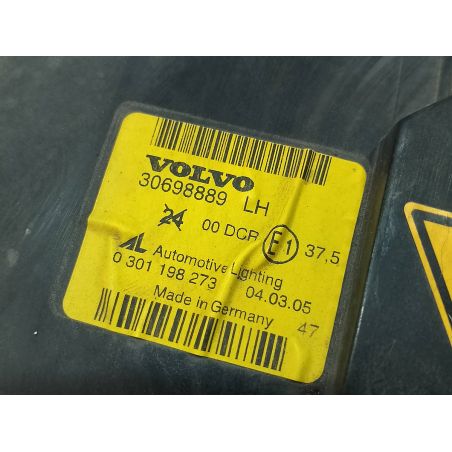 VOLVO
30698889 LH
24 00 DCR E1 37,5
AL Automotive Lighting
0 301 198 273 04.03.05
Made in Germany 47